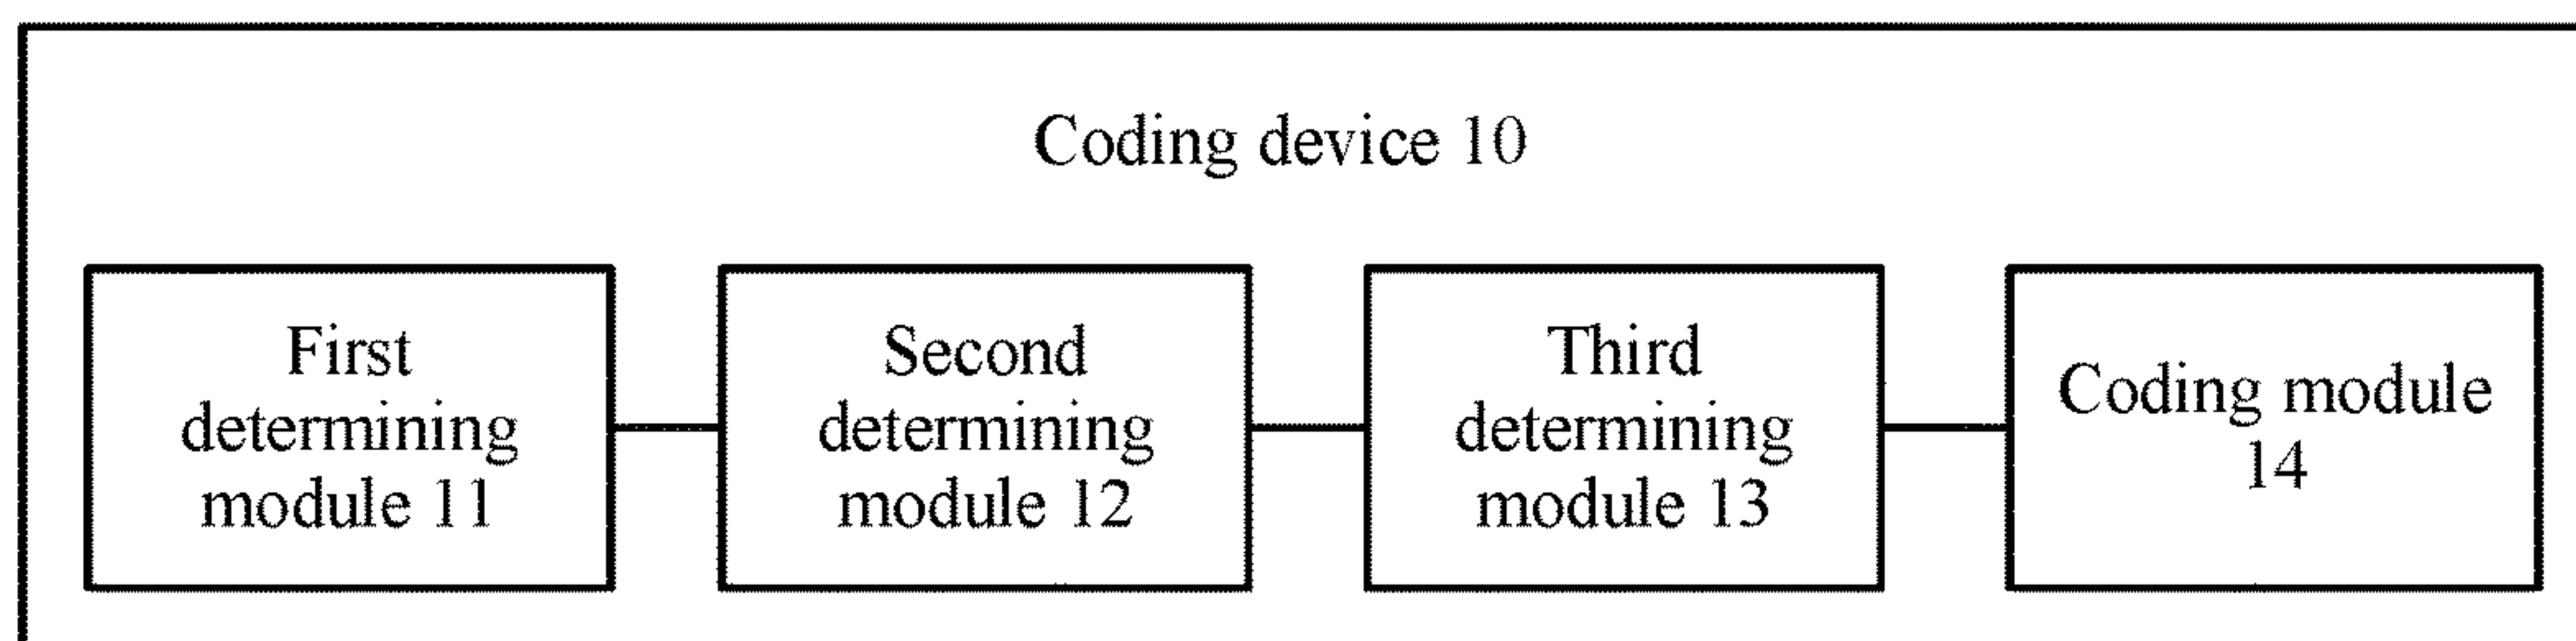 Coding device 10
First
determining
module 11
Second
determining
module 12
Third
determining
module 13
Coding module
14